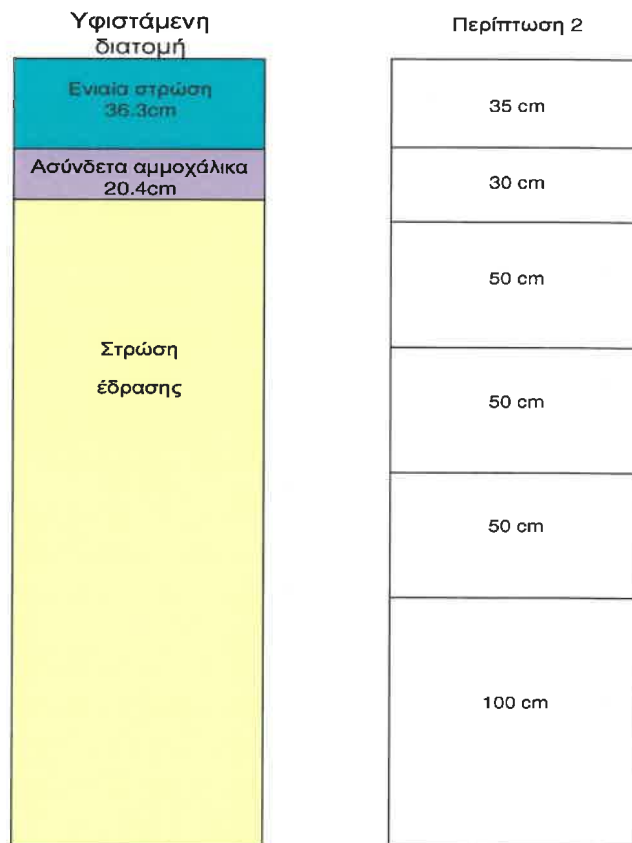 Υφιστάμενη
διατομή
Ενιαία στρώση
36.3cm
Ασύνδετα αμμοχάλικα
20.4cm
Στρώση
έδρασης
Περίπτωση 2
35 cm
30 cm
50 cm
50 cm
50 cm
100 cm